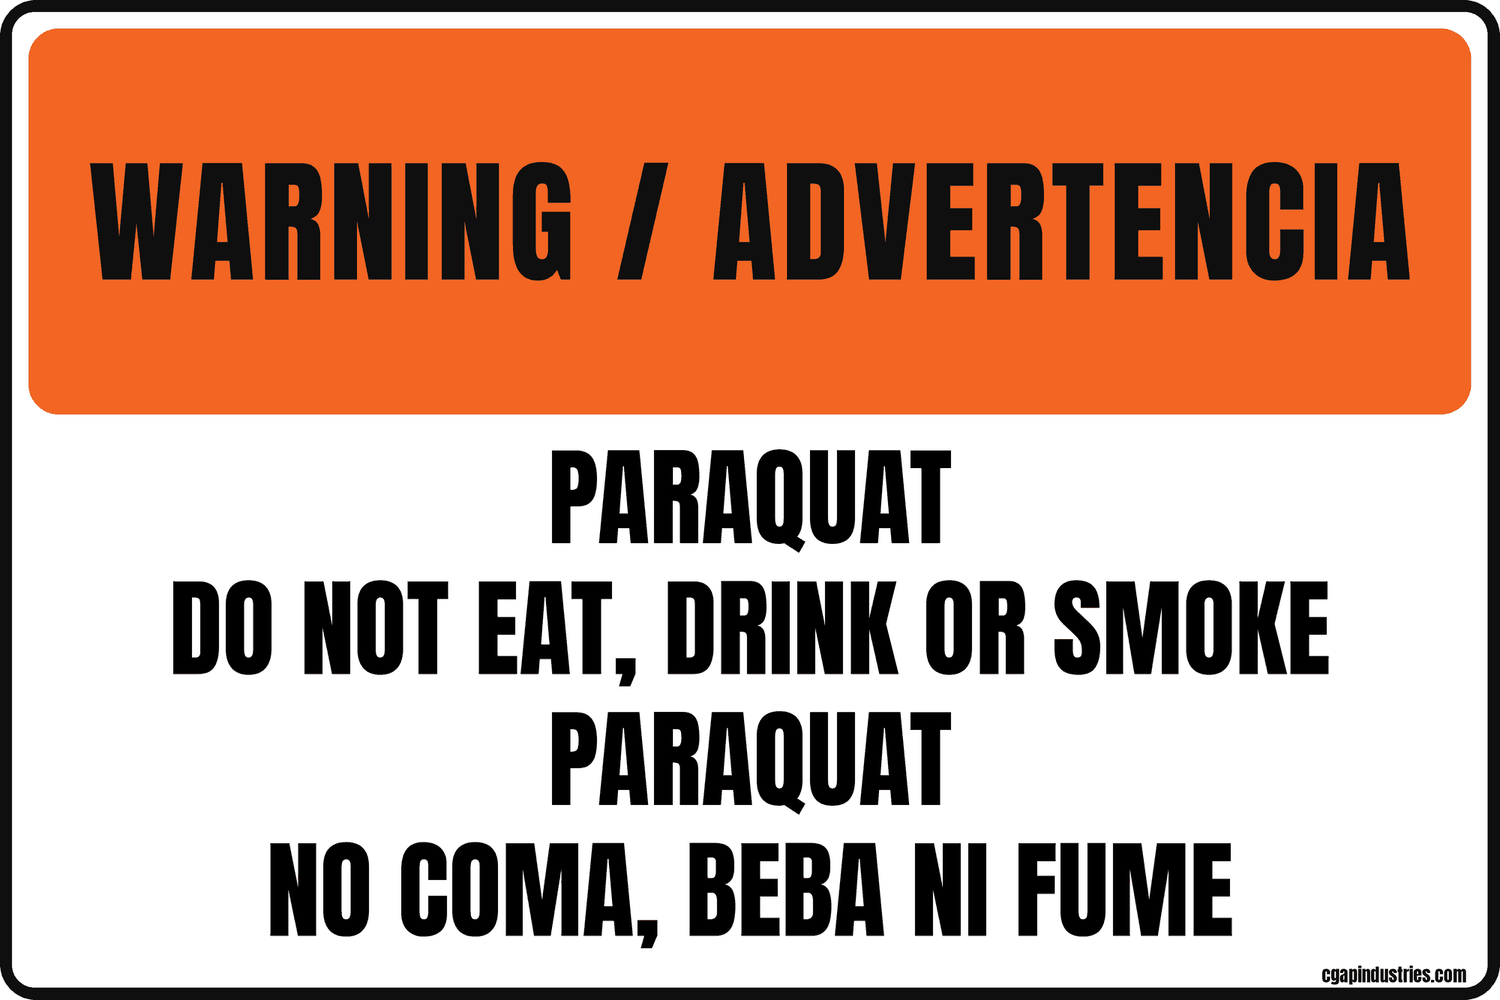 WARNING / ADVERTENCIA
PARAQUAT
DO NOT EAT, DRINK OR SMOKE
PARAQUAT
NO COMA, BEBA NI FUME
cgapindustries.com